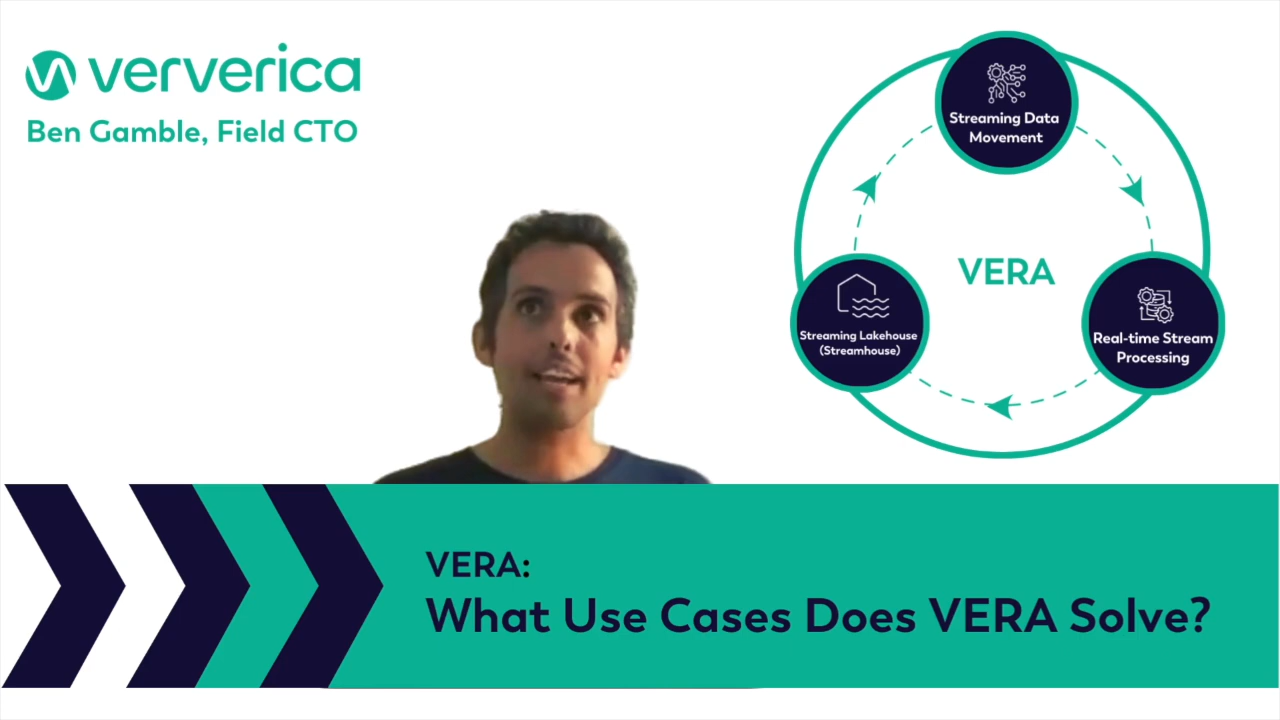 ververica
Ben Gamble, Field CTO
Streaming Data
Movement
VERA
Streaming Lakehouse
(Streamhouse)
Real-time Stream
Processing
VERA:
What Use Cases Does VERA Solve?